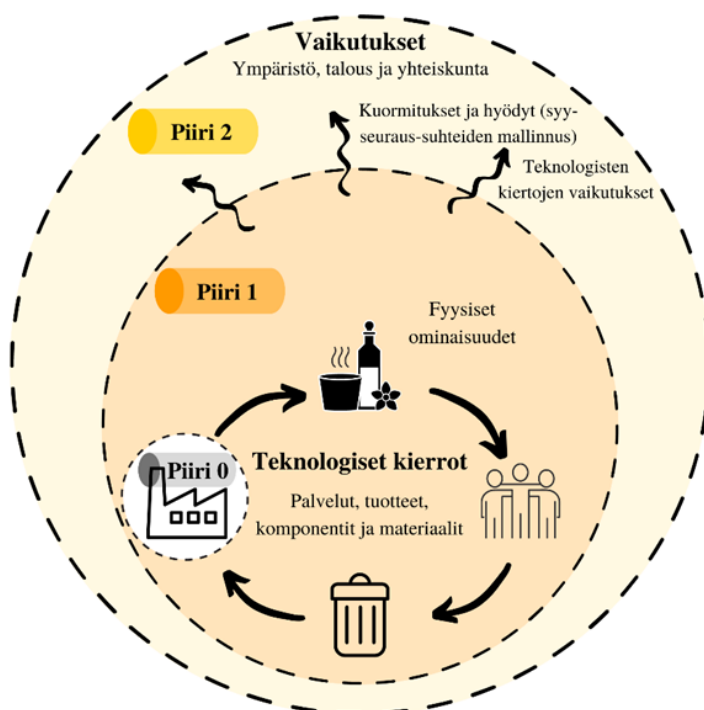 Vaikutukset
Ympäristö, talous ja yhteiskunta
Kuormitukset ja hyödyt (syy-
seuraus-suhteiden mallinnus)
Piiri 2
Teknologisten
kiertojen vaikutukset
Piiri 1
Fyysiset
ominaisuudet
Piiri 0
Teknologiset kierrot
Palvelut, tuotteet,
komponentit ja materiaalit